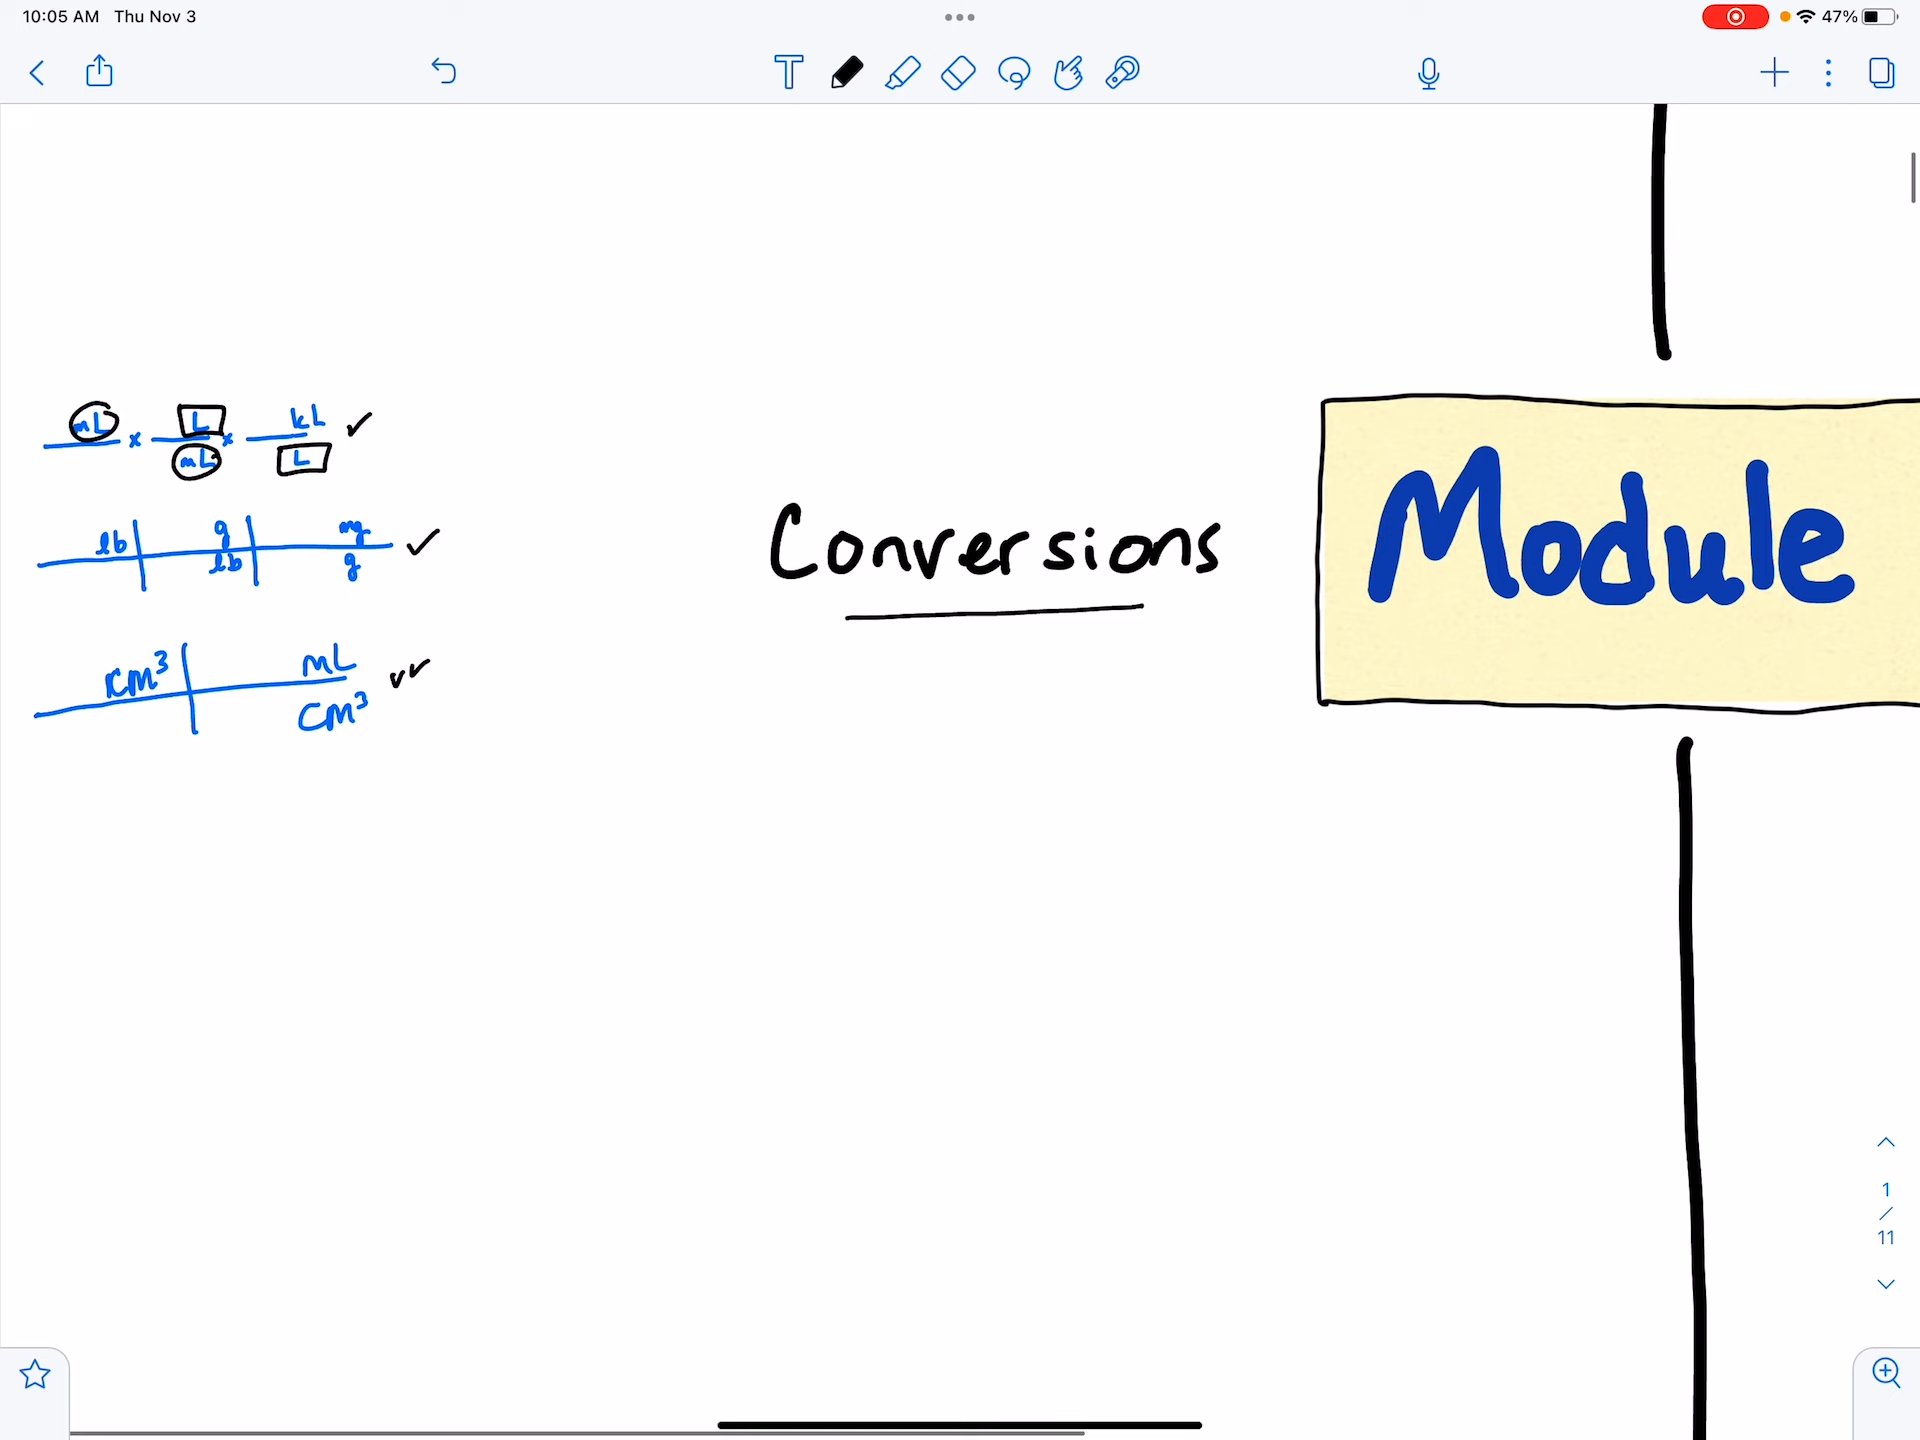 10:05 AM Thu Nov 3
47%
T
mL × L × kL ✓
mL L
lb | g | mg ✓
lb g
cm³ | mL ✓✓
cm³
Conversions
Module
1
/
11